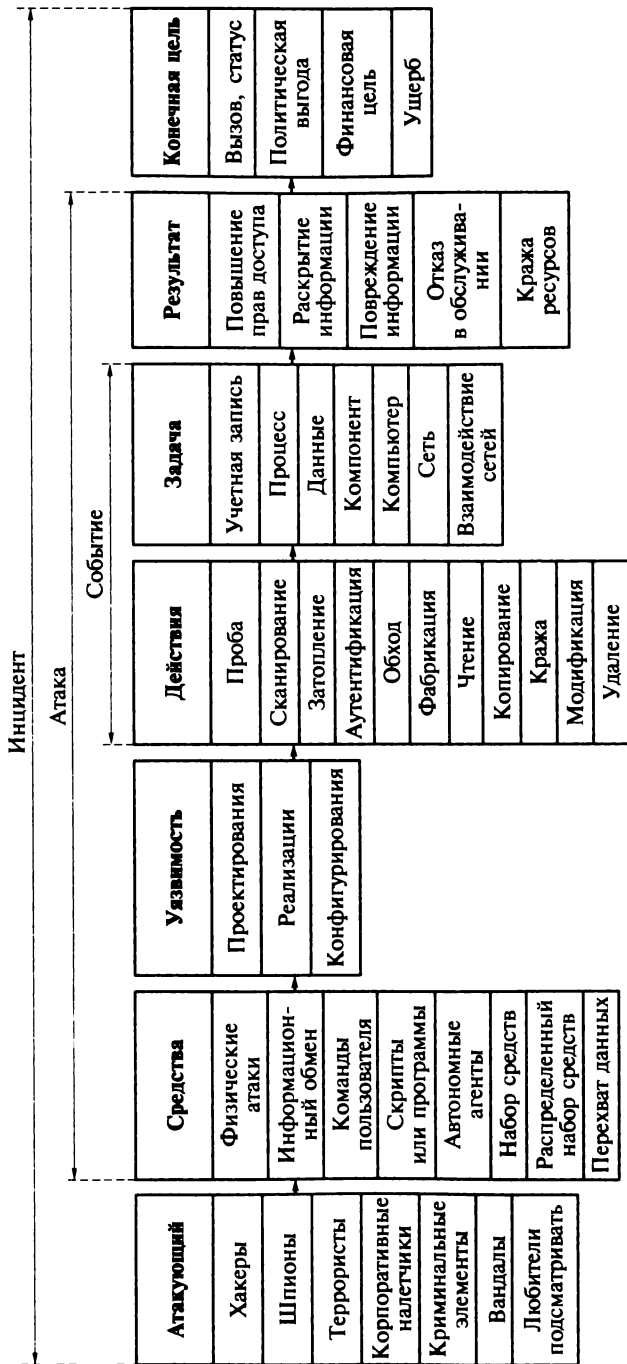 Инцидент
Атака
Событие
Атакующий
Хакеры
Шпионы
Террористы
Корпоративные
налетчики
Криминальные
элементы
Вандалы
Любители
подсматривать
Средства
Физические
атаки
Информацион-
ный обмен
Команды
пользователя
Скрипты
или программы
Автономные
агенты
Набор средств
Распределенный
набор средств
Перехват данных
Уязвимость
Проектирования
Реализации
Конфигурирования
Действия
Проба
Сканирование
Затопление
Аутентификация
Обход
Фабрикация
Чтение
Копирование
Кража
Модификация
Удаление
Задача
Учетная запись
Процесс
Данные
Компонент
Компьютер
Сеть
Взаимодействие
сетей
Результат
Повышение
прав доступа
Раскрытие
информации
Повреждение
информации
Отказ
в обслужива-
нии
Кража
ресурсов
Конечная цель
Вызов, статус
Политическая
выгода
Финансовая
цель
Ущерб